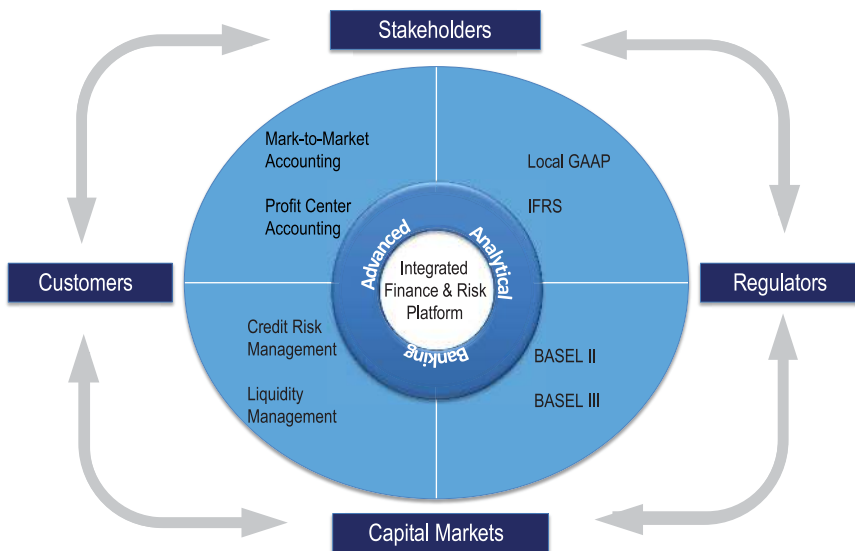 Stakeholders
Mark-to-Market
Accounting
Local GAAP
Profit Center
Accounting
IFRS
Advanced
Analytical
Banking
Customers
Integrated
Finance & Risk
Platform
Regulators
Credit Risk
Management
BASEL II
Liquidity
Management
BASEL III
Capital Markets